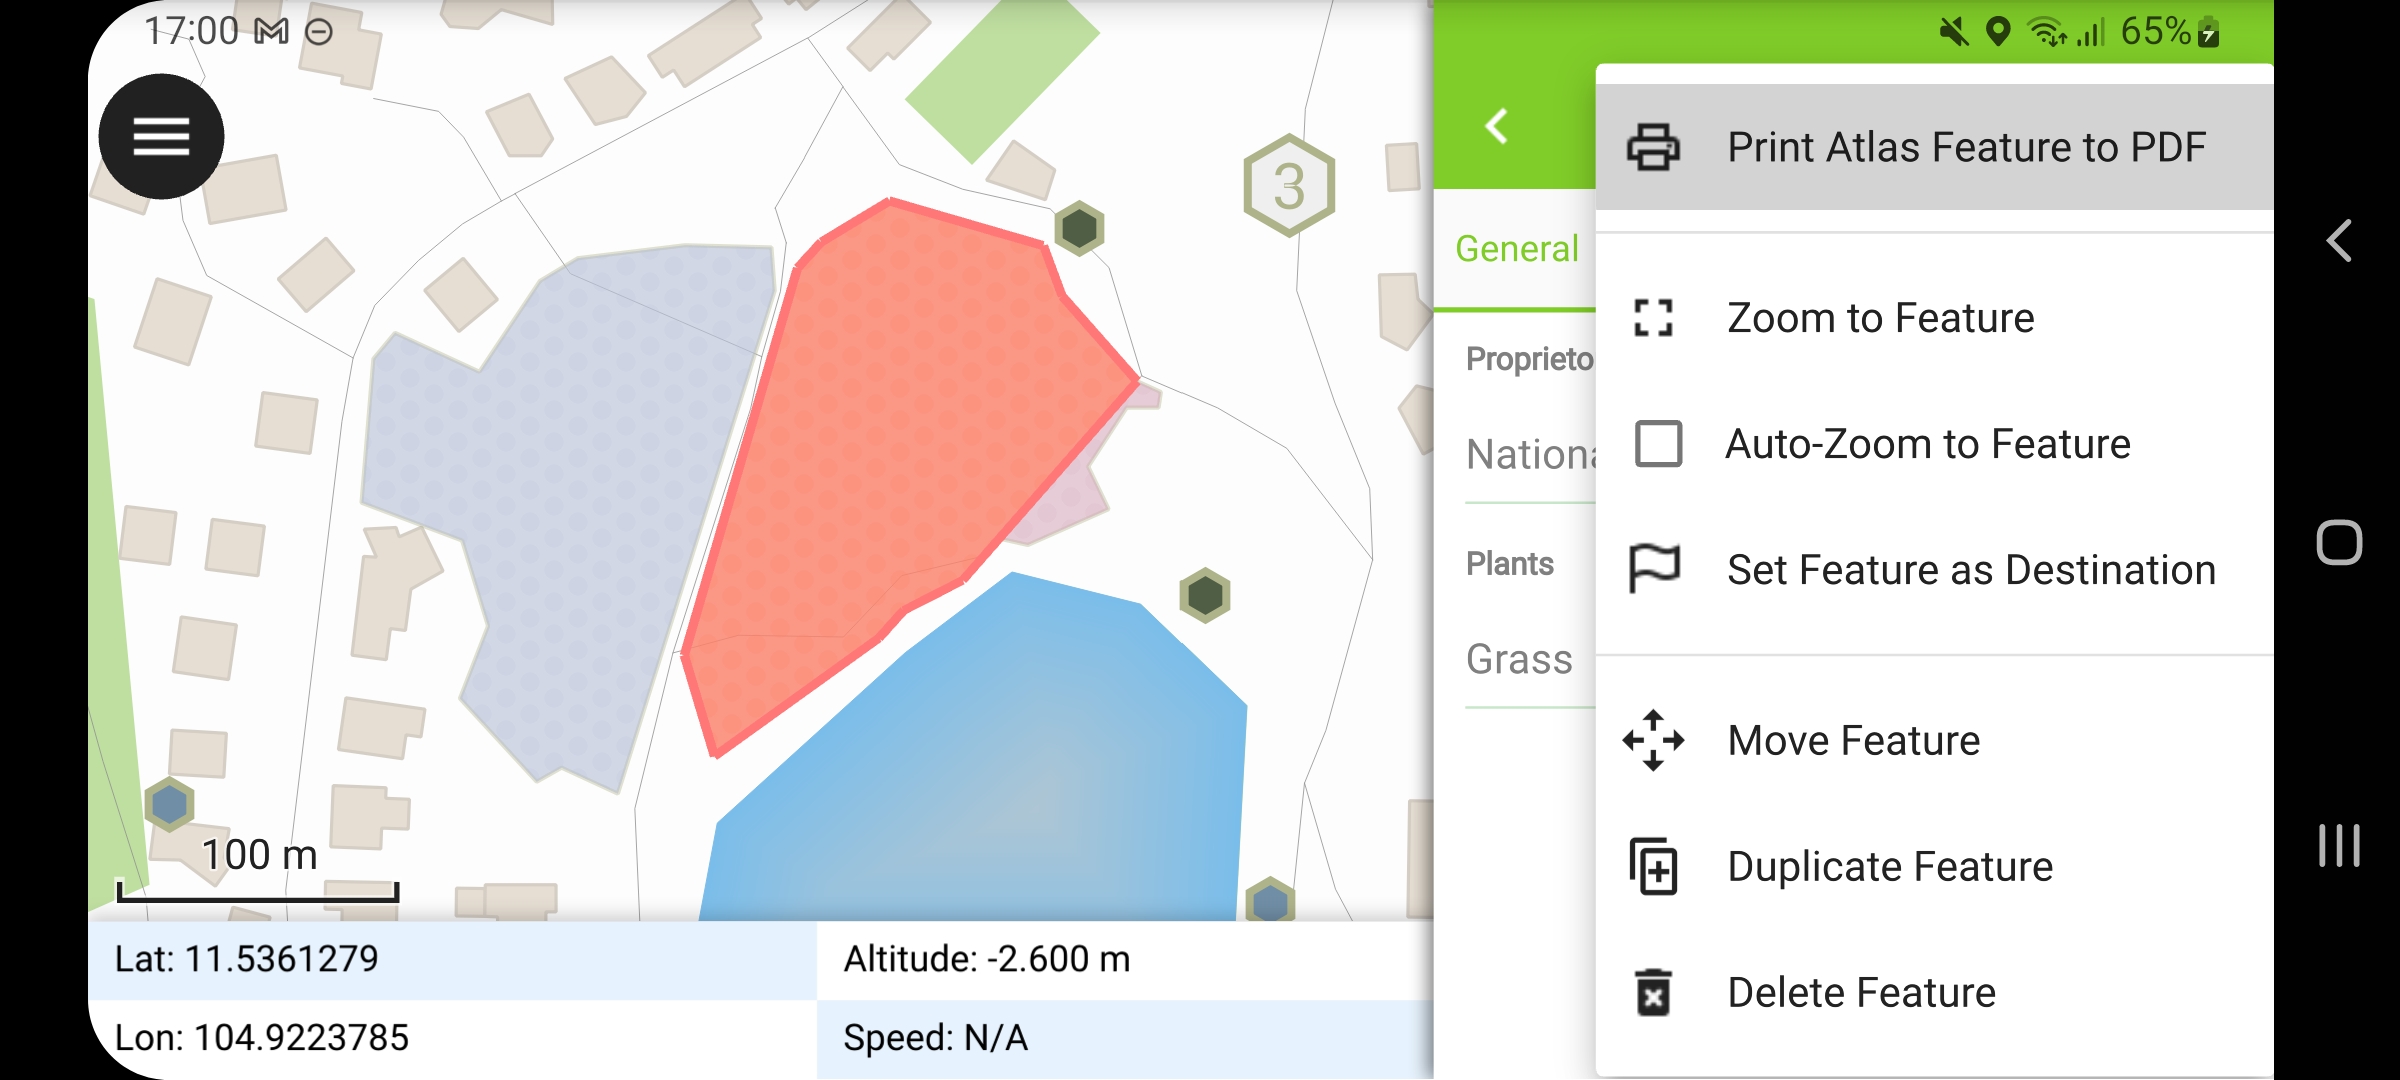 17:00
65%
3
100 m
Lat: 11.5361279
Altitude: -2.600 m
Lon: 104.9223785
Speed: N/A
General
Proprieto
Nationa
Plants
Grass
Print Atlas Feature to PDF
Zoom to Feature
Auto-Zoom to Feature
Set Feature as Destination
Move Feature
Duplicate Feature
Delete Feature